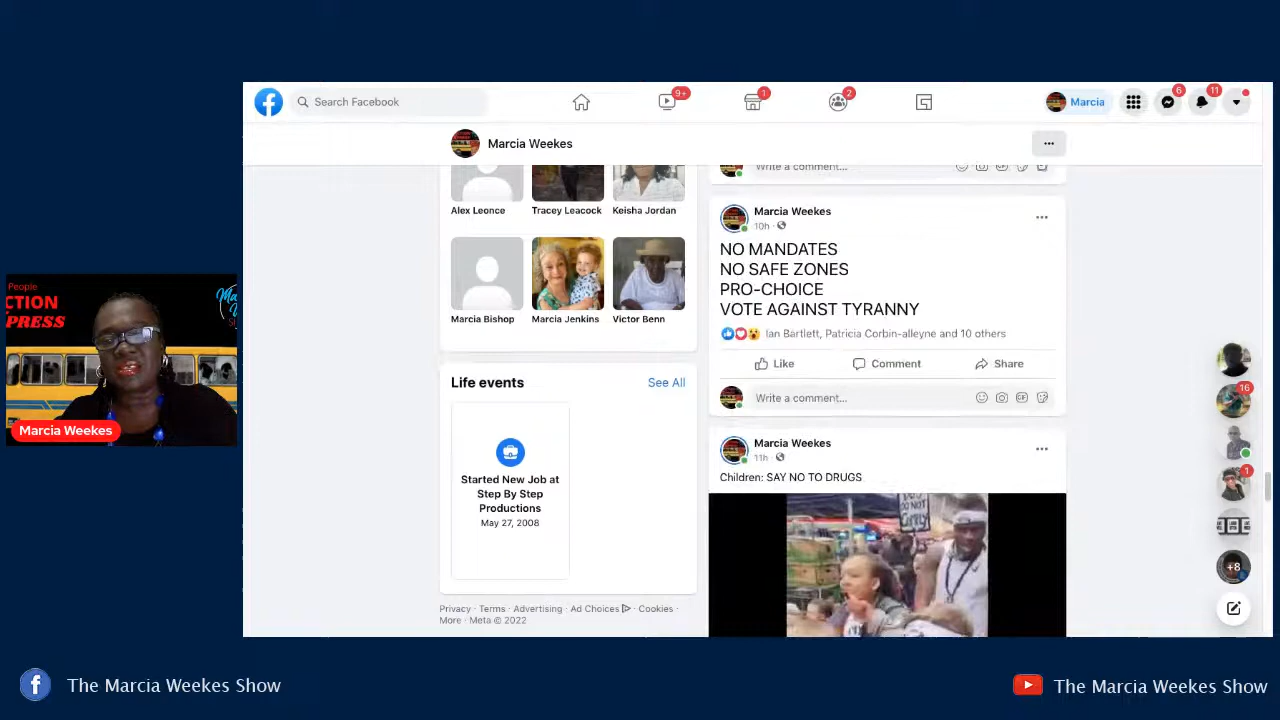 Search Facebook
9+
1
2
Marcia
6
11
Marcia Weekes
...
Write a comment...
Alex Leonce
Tracey Leacock
Keisha Jordan
Marcia Weekes
10h ·
...
NO MANDATES
NO SAFE ZONES
PRO-CHOICE
VOTE AGAINST TYRANNY
Ian Bartlett, Patricia Corbin-alleyne and 10 others
Like
Comment
Share
Write a comment...
Marcia Bishop
Marcia Jenkins
Victor Benn
Life events
See All
Started New Job at
Step By Step
Productions
May 27, 2008
Privacy · Terms · Advertising · Ad Choices · Cookies ·
More · Meta © 2022
Marcia Weekes
11h ·
...
Children: SAY NO TO DRUGS
DO NOT
16
1
+8
People
CTION
PRESS
Marcia Weekes
The Marcia Weekes Show
The Marcia Weekes Show